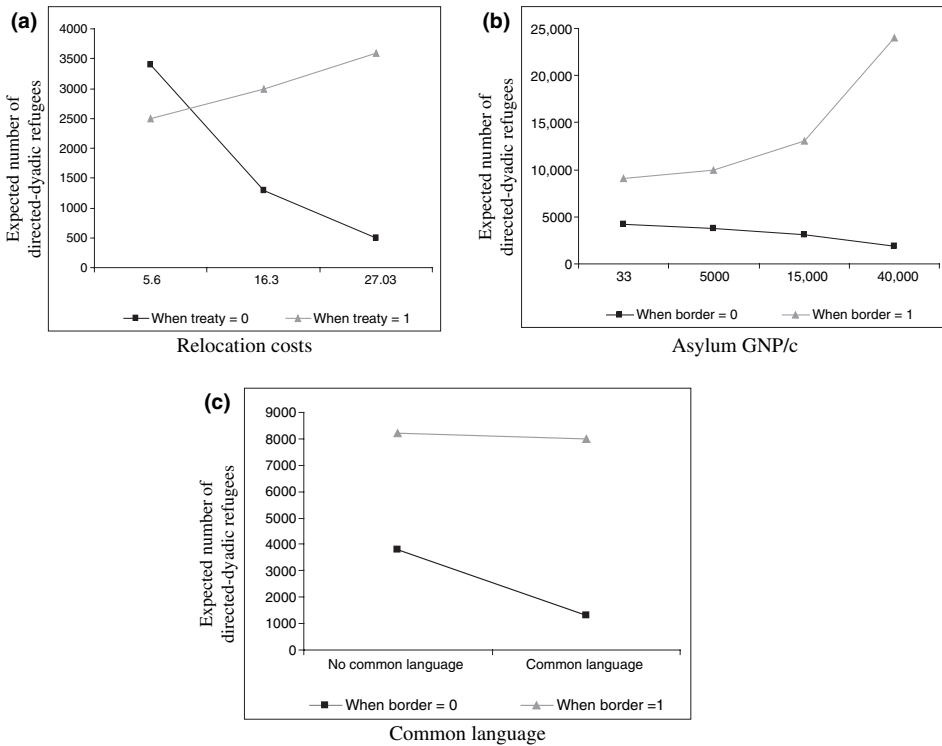 (a)
Expected number of
directed-dyadic refugees
4000
3500
3000
2500
2000
1500
1000
500
0
5.6 16.3 27.03
When treaty = 0 When treaty = 1
Relocation costs
(b)
Expected number of
directed-dyadic refugees
25,000
20,000
15,000
10,000
5000
0
33 5000 15,000 40,000
When border = 0 When border = 1
Asylum GNP/c
(c)
Expected number of
directed-dyadic refugees
9000
8000
7000
6000
5000
4000
3000
2000
1000
0
No common language Common language
When border = 0 When border =1
Common language